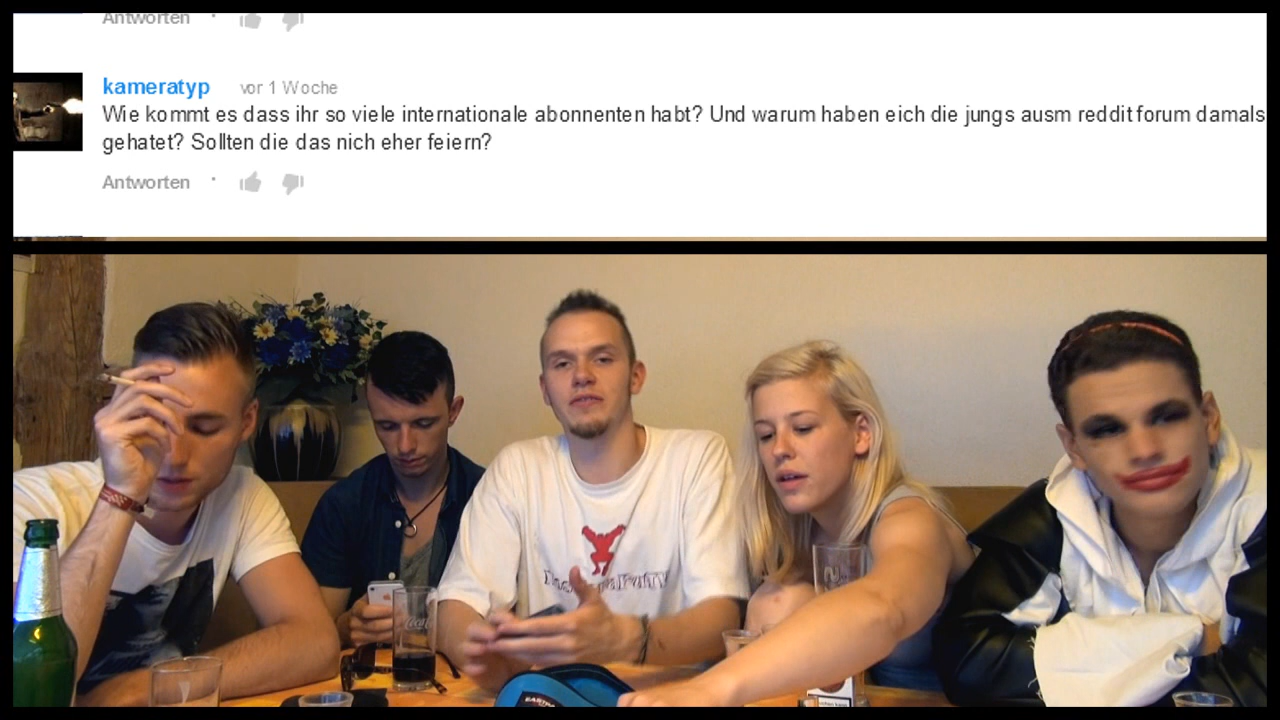 Antworten ·
kameratyp vor 1 Woche
Wie kommt es dass ihr so viele internationale abonnenten habt? Und warum haben eich die jungs ausm reddit forum damals
gehatet? Sollten die das nich eher feiern?
Antworten ·